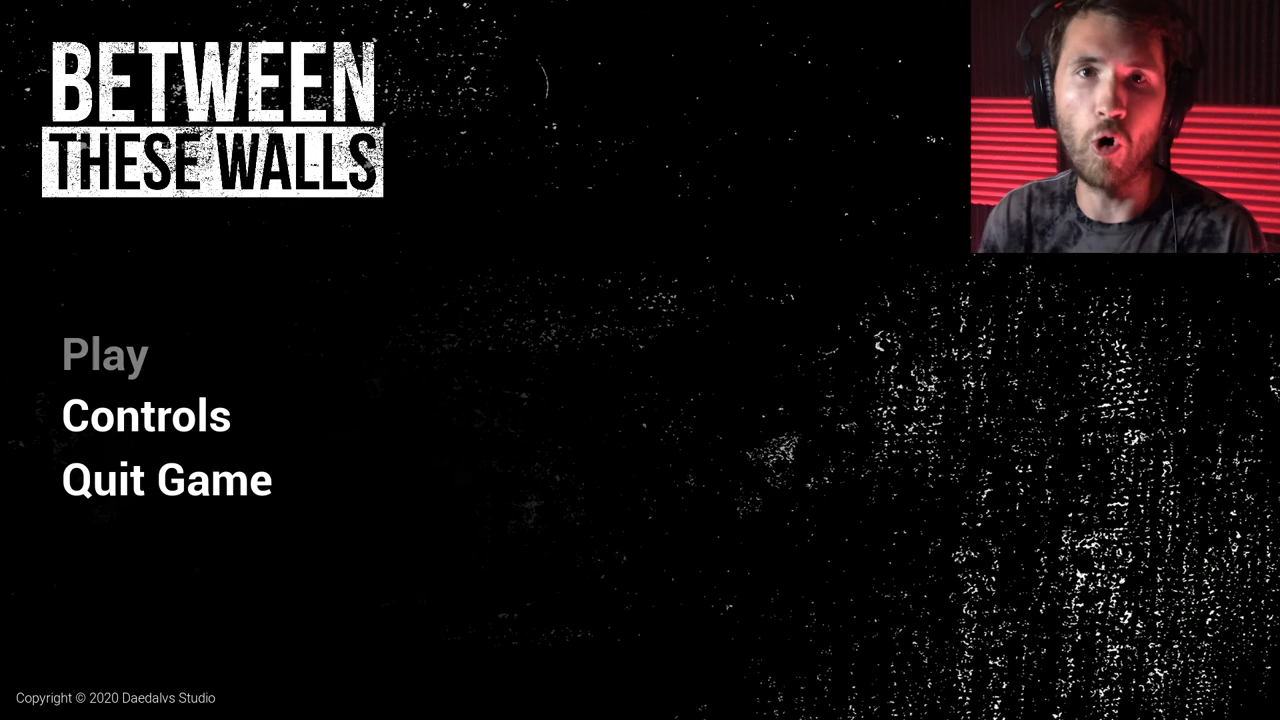 BETWEEN
THESE WALLS
Play
Controls
Quit Game
Copyright © 2020 Daedalvs Studio